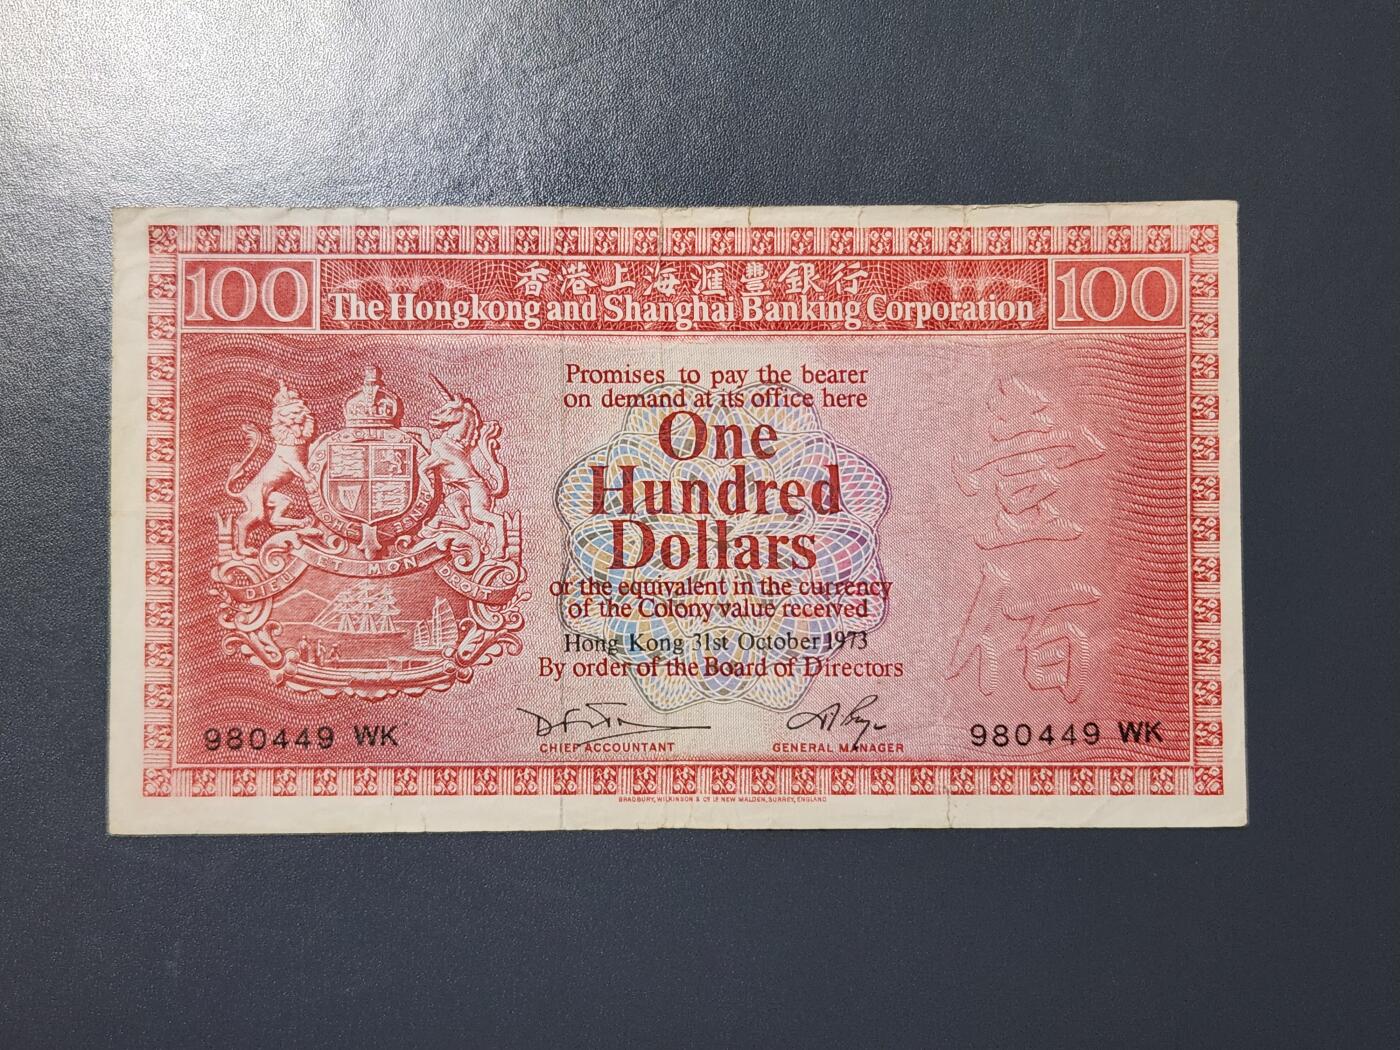 香港上海滙豐銀行
100 The Hongkong and Shanghai Banking Corporation 100
Promises to pay the bearer
on demand at its office here
One
Hundred
Dollars
or the equivalent in the currency
of the Colony value received
Hong Kong 31st October 1973
By order of the Board of Directors
壹
佰
DIEU ET MON DROIT
980449 WK
CHIEF ACCOUNTANT
GENERAL MANAGER
980449 WK
BRADBURY, WILKINSON & Cº Lº NEW MALDEN, SURREY, ENGLAND